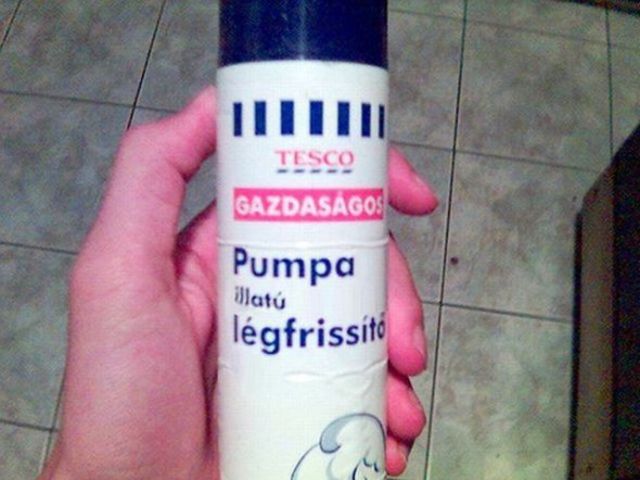 TESCO
GAZDASÁGOS
Pumpa
illatú
légfrissítő